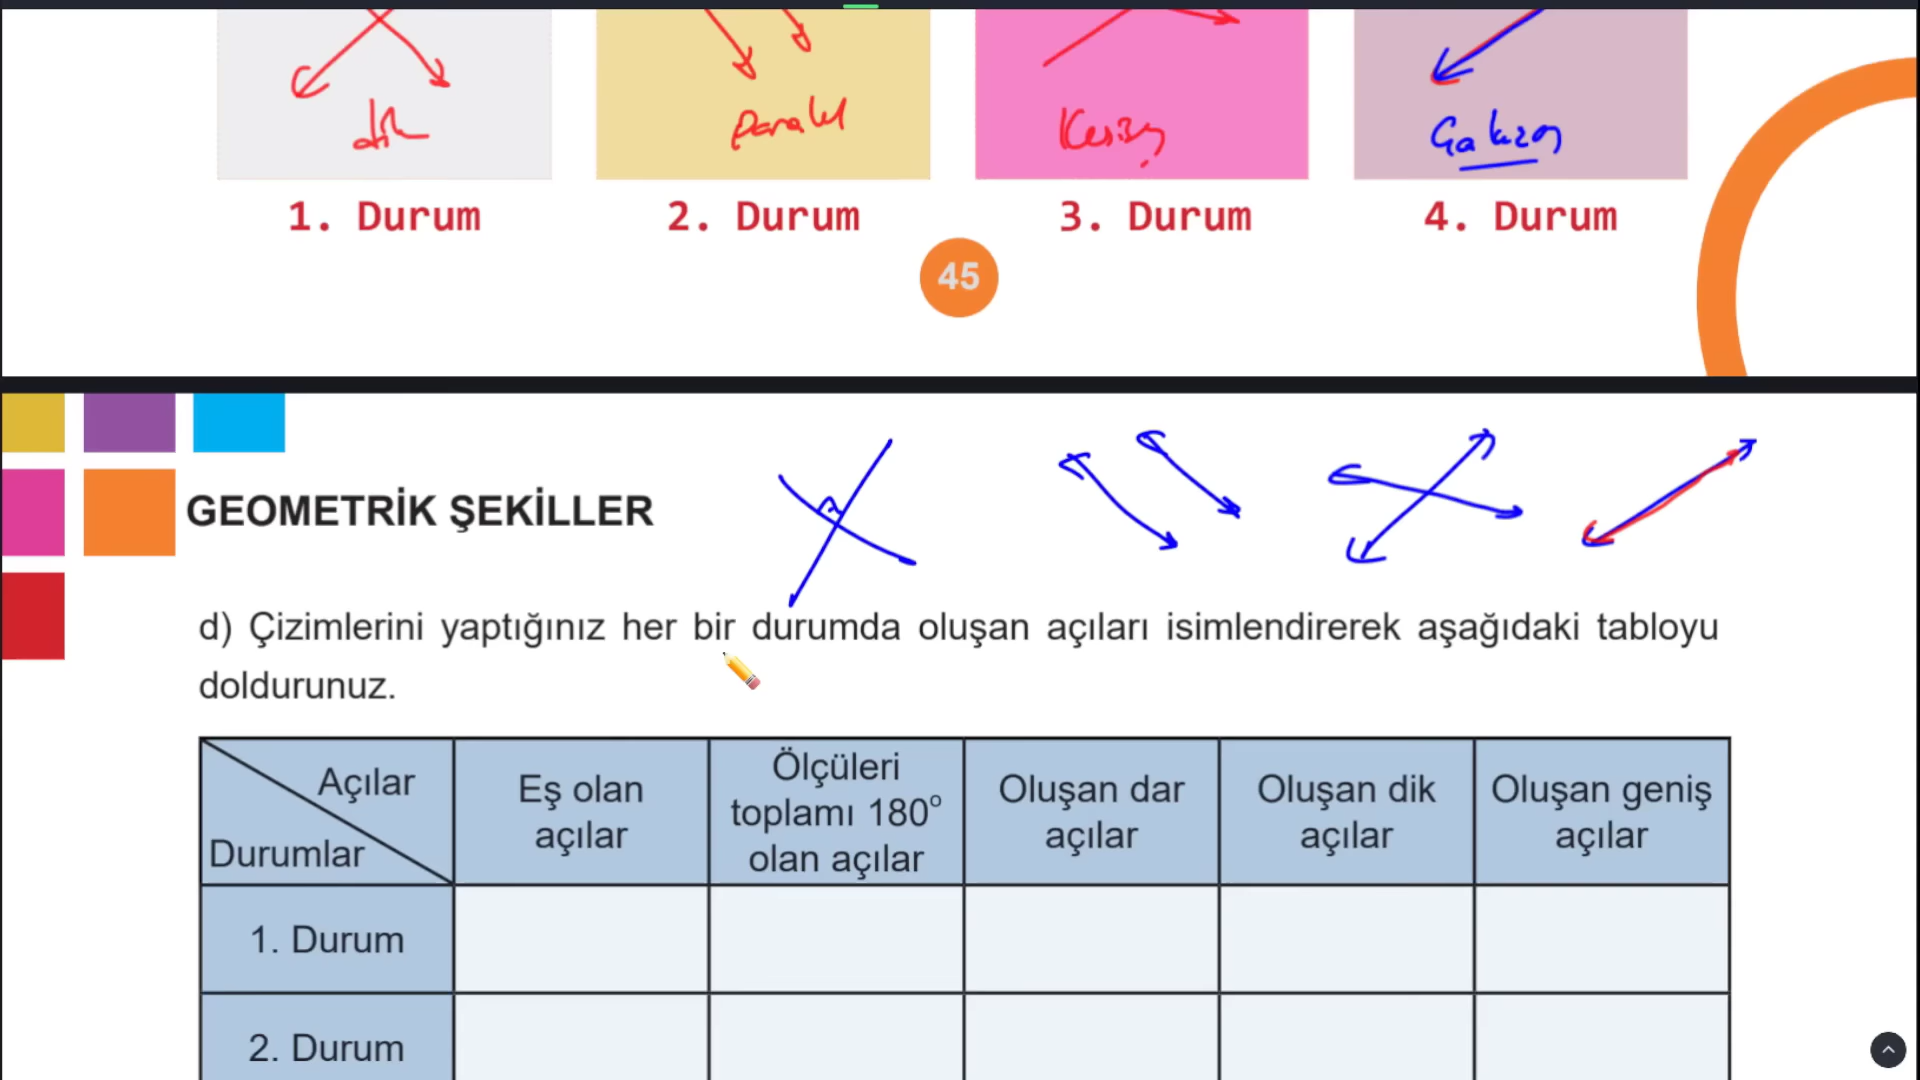 dik
Paralel
Kesişen
Çakışan
1. Durum
2. Durum
3. Durum
4. Durum
45
GEOMETRİK ŞEKİLLER
d) Çizimlerini yaptığınız her bir durumda oluşan açıları isimlendirerek aşağıdaki tabloyu
doldurunuz.
Açılar
Durumlar
Eş olan
açılar
Ölçüleri
toplamı 180°
olan açılar
Oluşan dar
açılar
Oluşan dik
açılar
Oluşan geniş
açılar
1. Durum
2. Durum